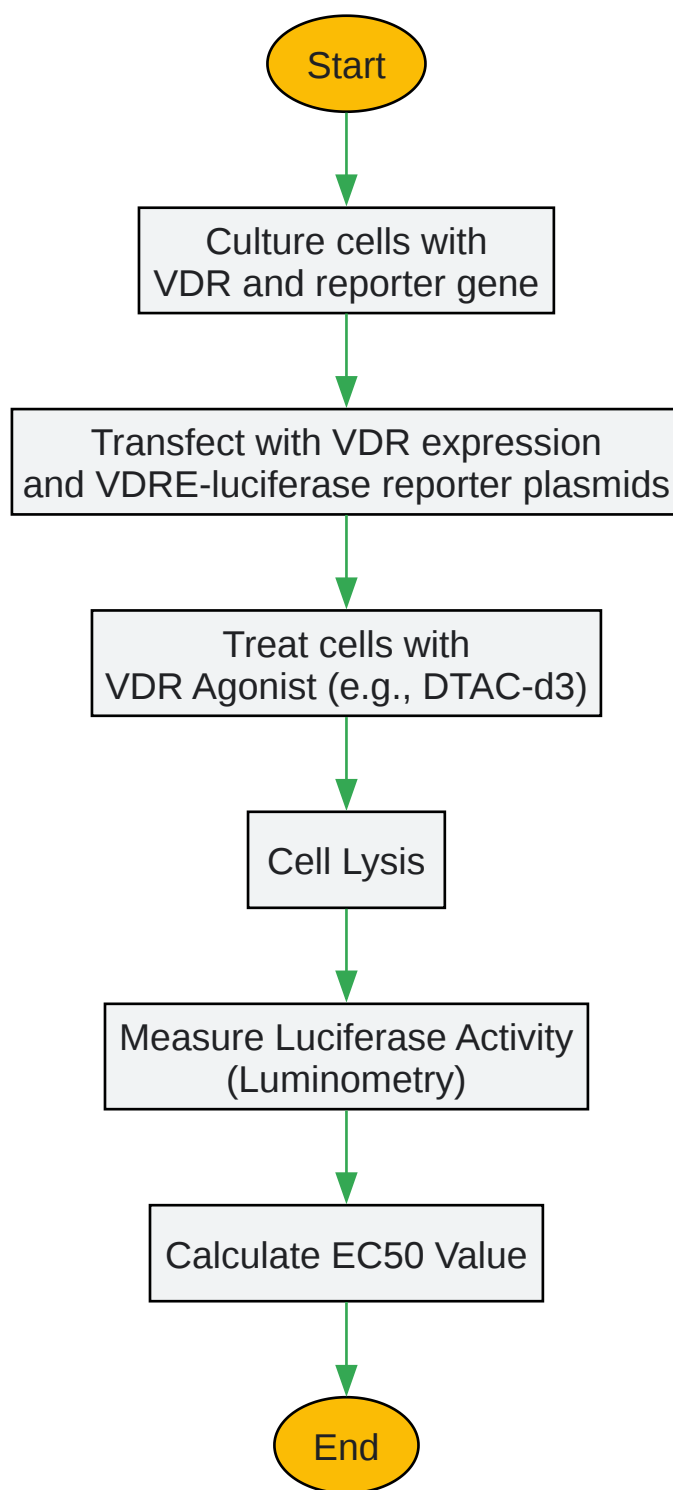 Start
Culture cells with
VDR and reporter gene
Transfect with VDR expression
and VDRE-luciferase reporter plasmids
Treat cells with
VDR Agonist (e.g., DTAC-d3)
Cell Lysis
Measure Luciferase Activity
(Luminometry)
Calculate EC50 Value
End